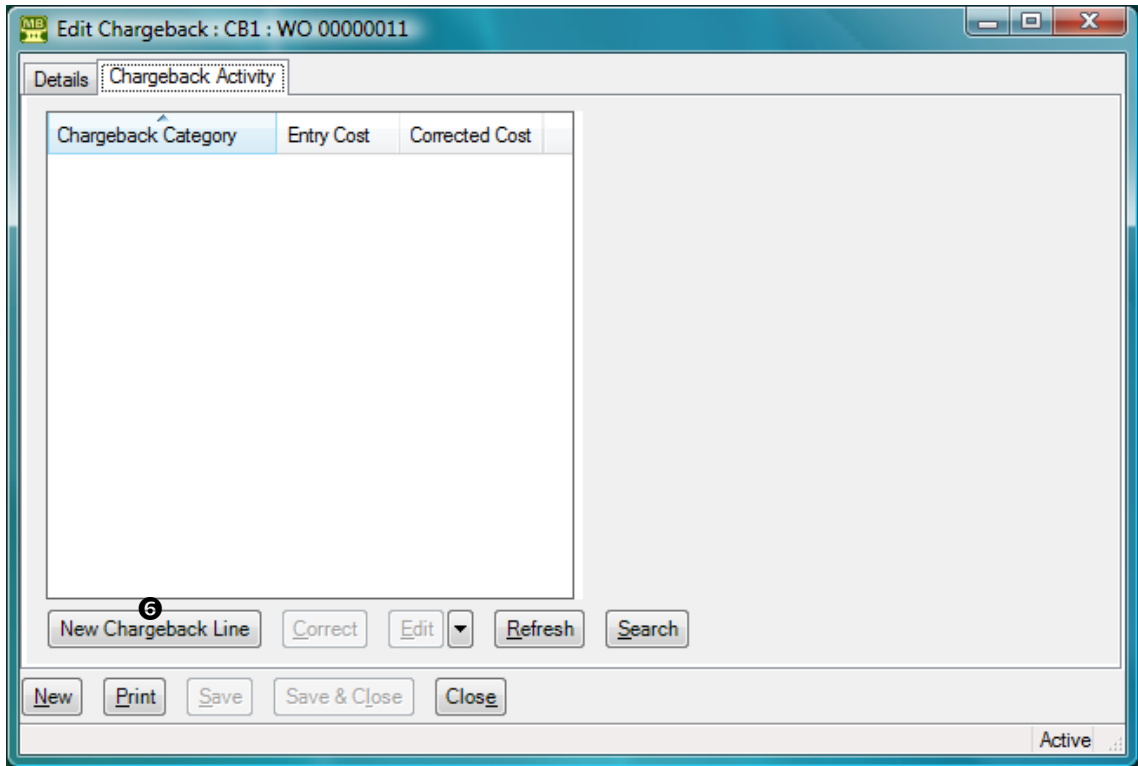 MB Edit Chargeback : CB1 : WO 00000011
Details Chargeback Activity
Chargeback Category Entry Cost Corrected Cost
6
New Chargeback Line Correct Edit Refresh Search
New Print Save Save & Close Close
Active